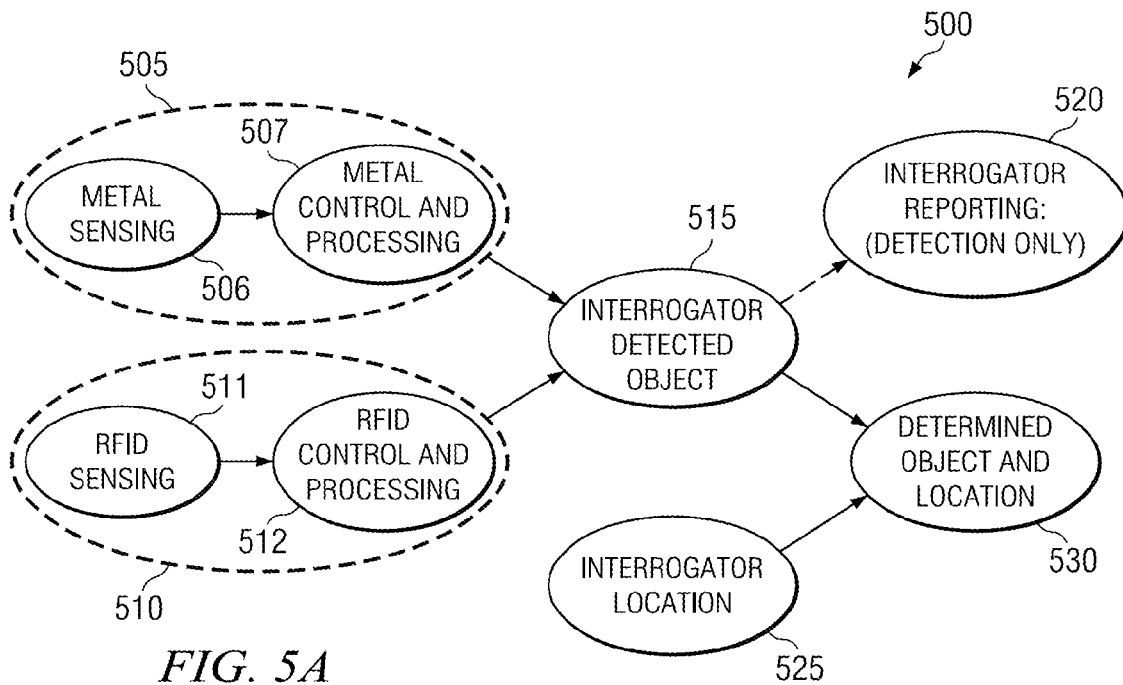 500
505
507
520
METAL
SENSING
506
METAL
CONTROL AND
PROCESSING
INTERROGATOR
REPORTING:
(DETECTION ONLY)
515
INTERROGATOR
DETECTED
OBJECT
511
RFID
SENSING
RFID
CONTROL AND
PROCESSING
512
510
DETERMINED
OBJECT AND
LOCATION
530
INTERROGATOR
LOCATION
525
FIG. 5A